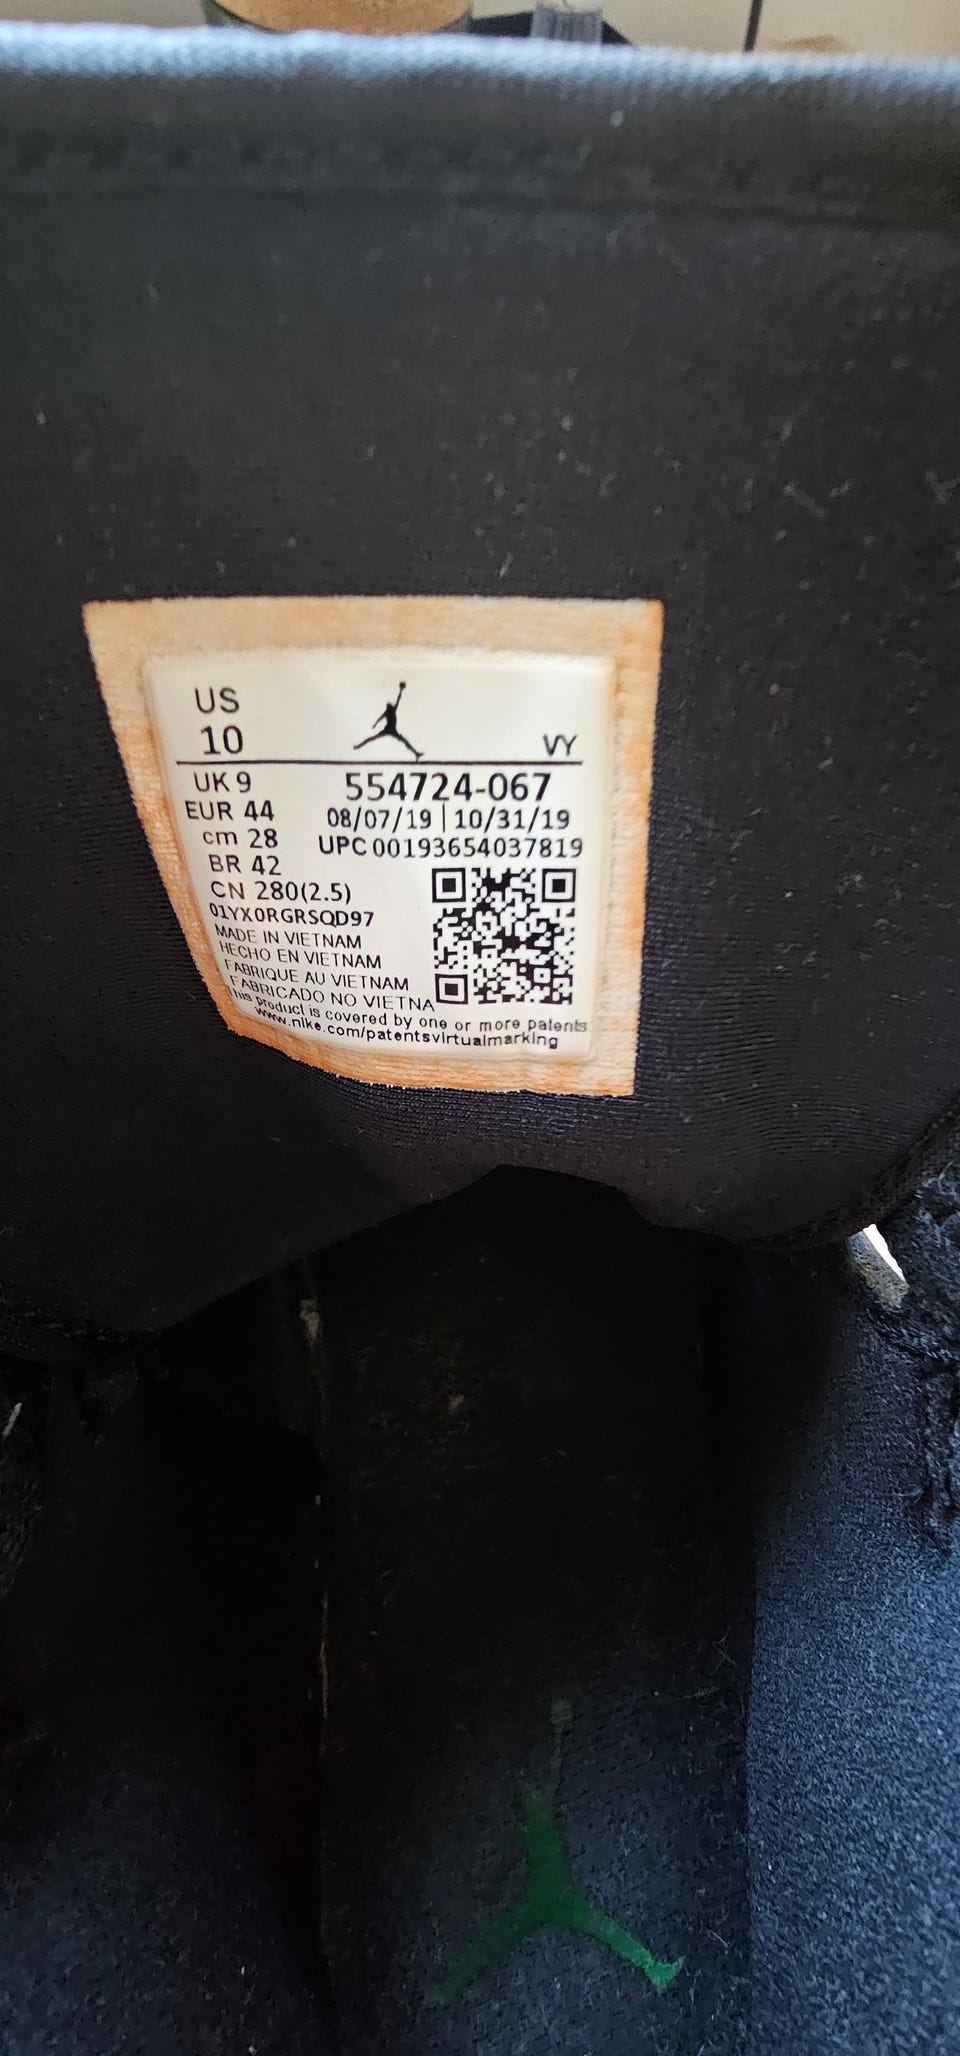 US
10
VY
UK 9
554724-067
EUR 44
08/07/19 | 10/31/19
cm 28
UPC 00193654037819
BR 42
CN 280(2.5)
01YX0RGRSQD97
MADE IN VIETNAM
HECHO EN VIETNAM
FABRIQUE AU VIETNAM
FABRICADO NO VIETNA
This product is covered by one or more patents
www.nike.com/patentsvirtualmarking